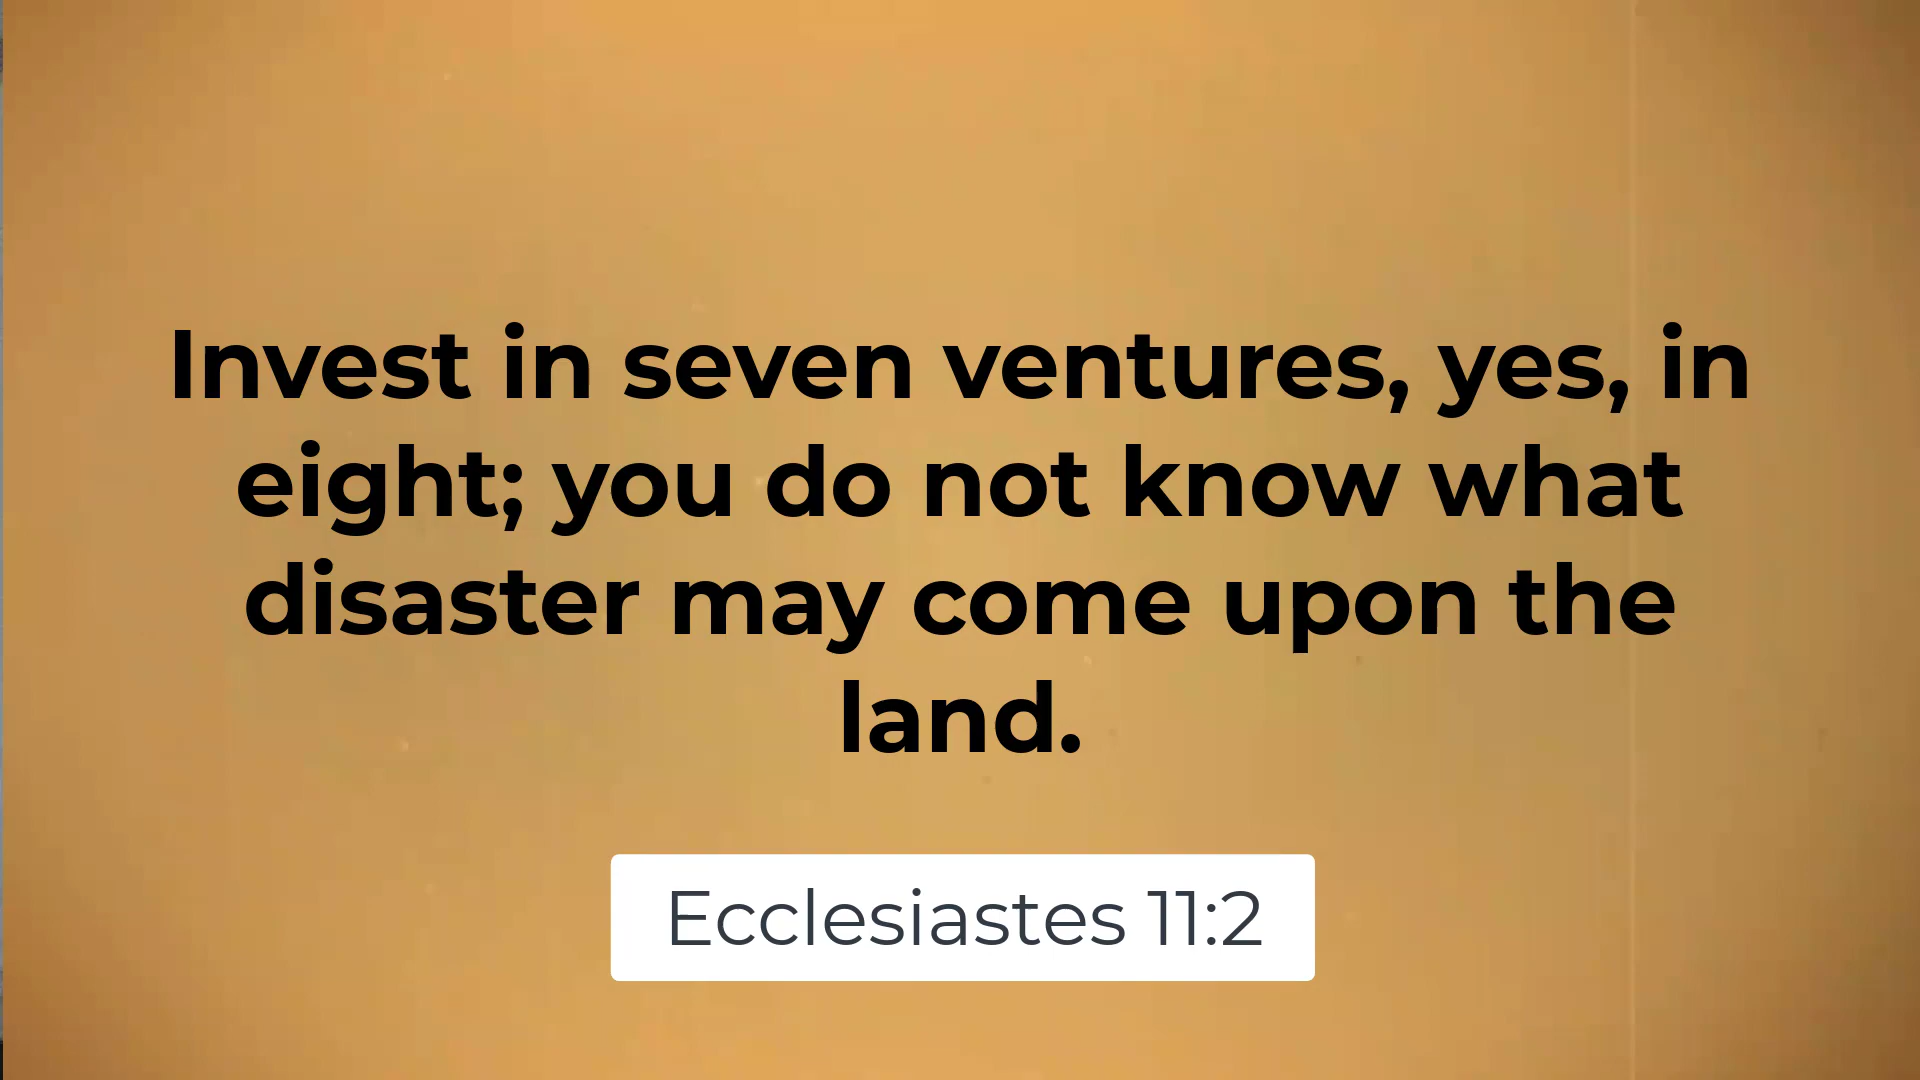 Invest in seven ventures, yes, in
eight; you do not know what
disaster may come upon the
land.
Ecclesiastes 11:2